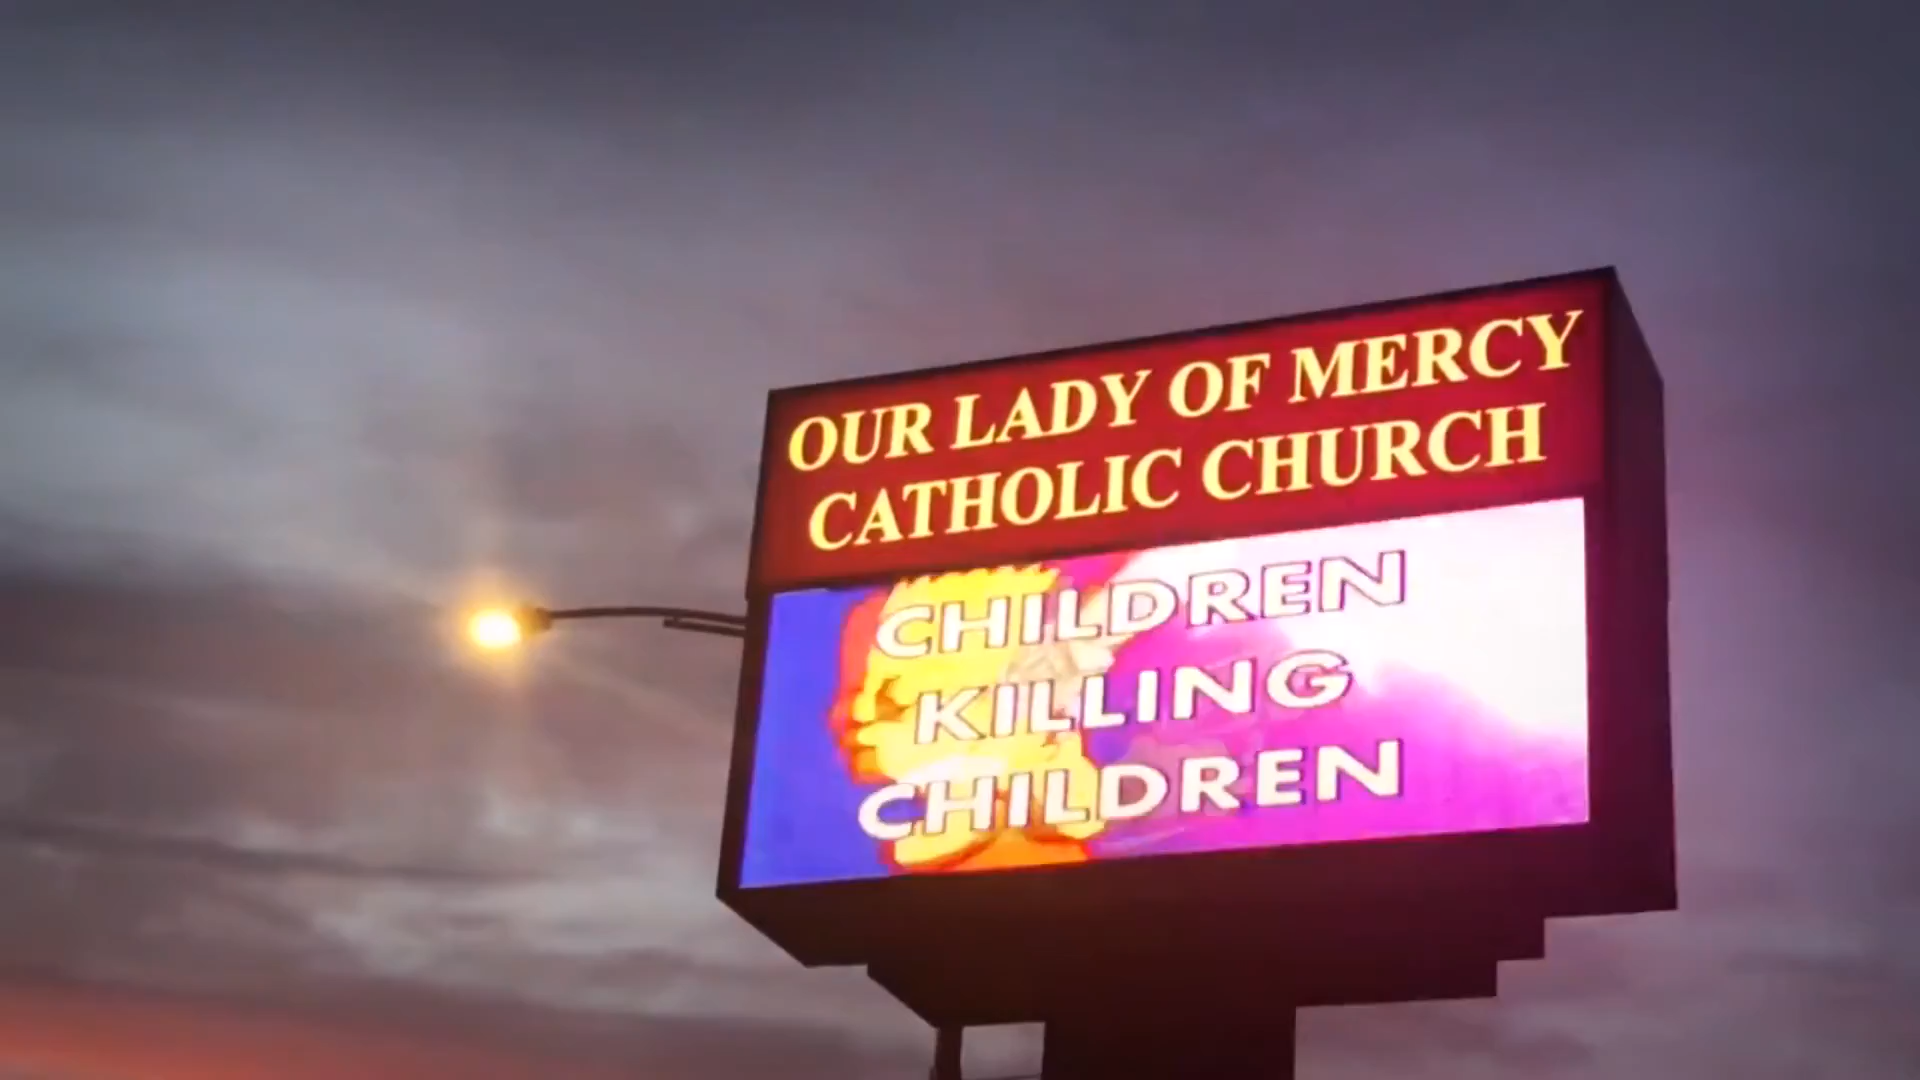 OUR LADY OF MERCY
CATHOLIC CHURCH
CHILDREN
KILLING
CHILDREN